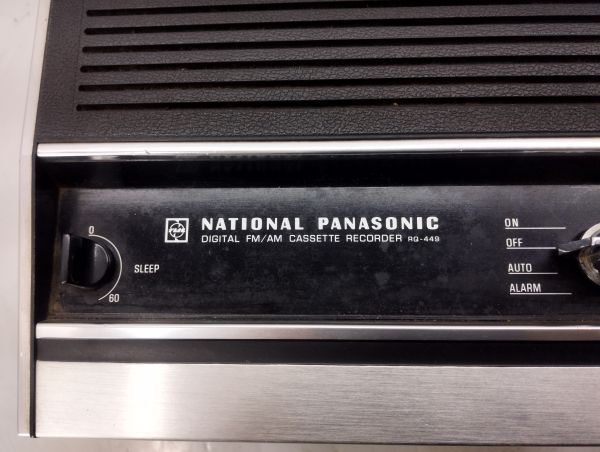 NATIONAL PANASONIC
DIGITAL FM/AM CASSETTE RECORDER RQ-449
0
SLEEP
60
ON
OFF
AUTO
ALARM